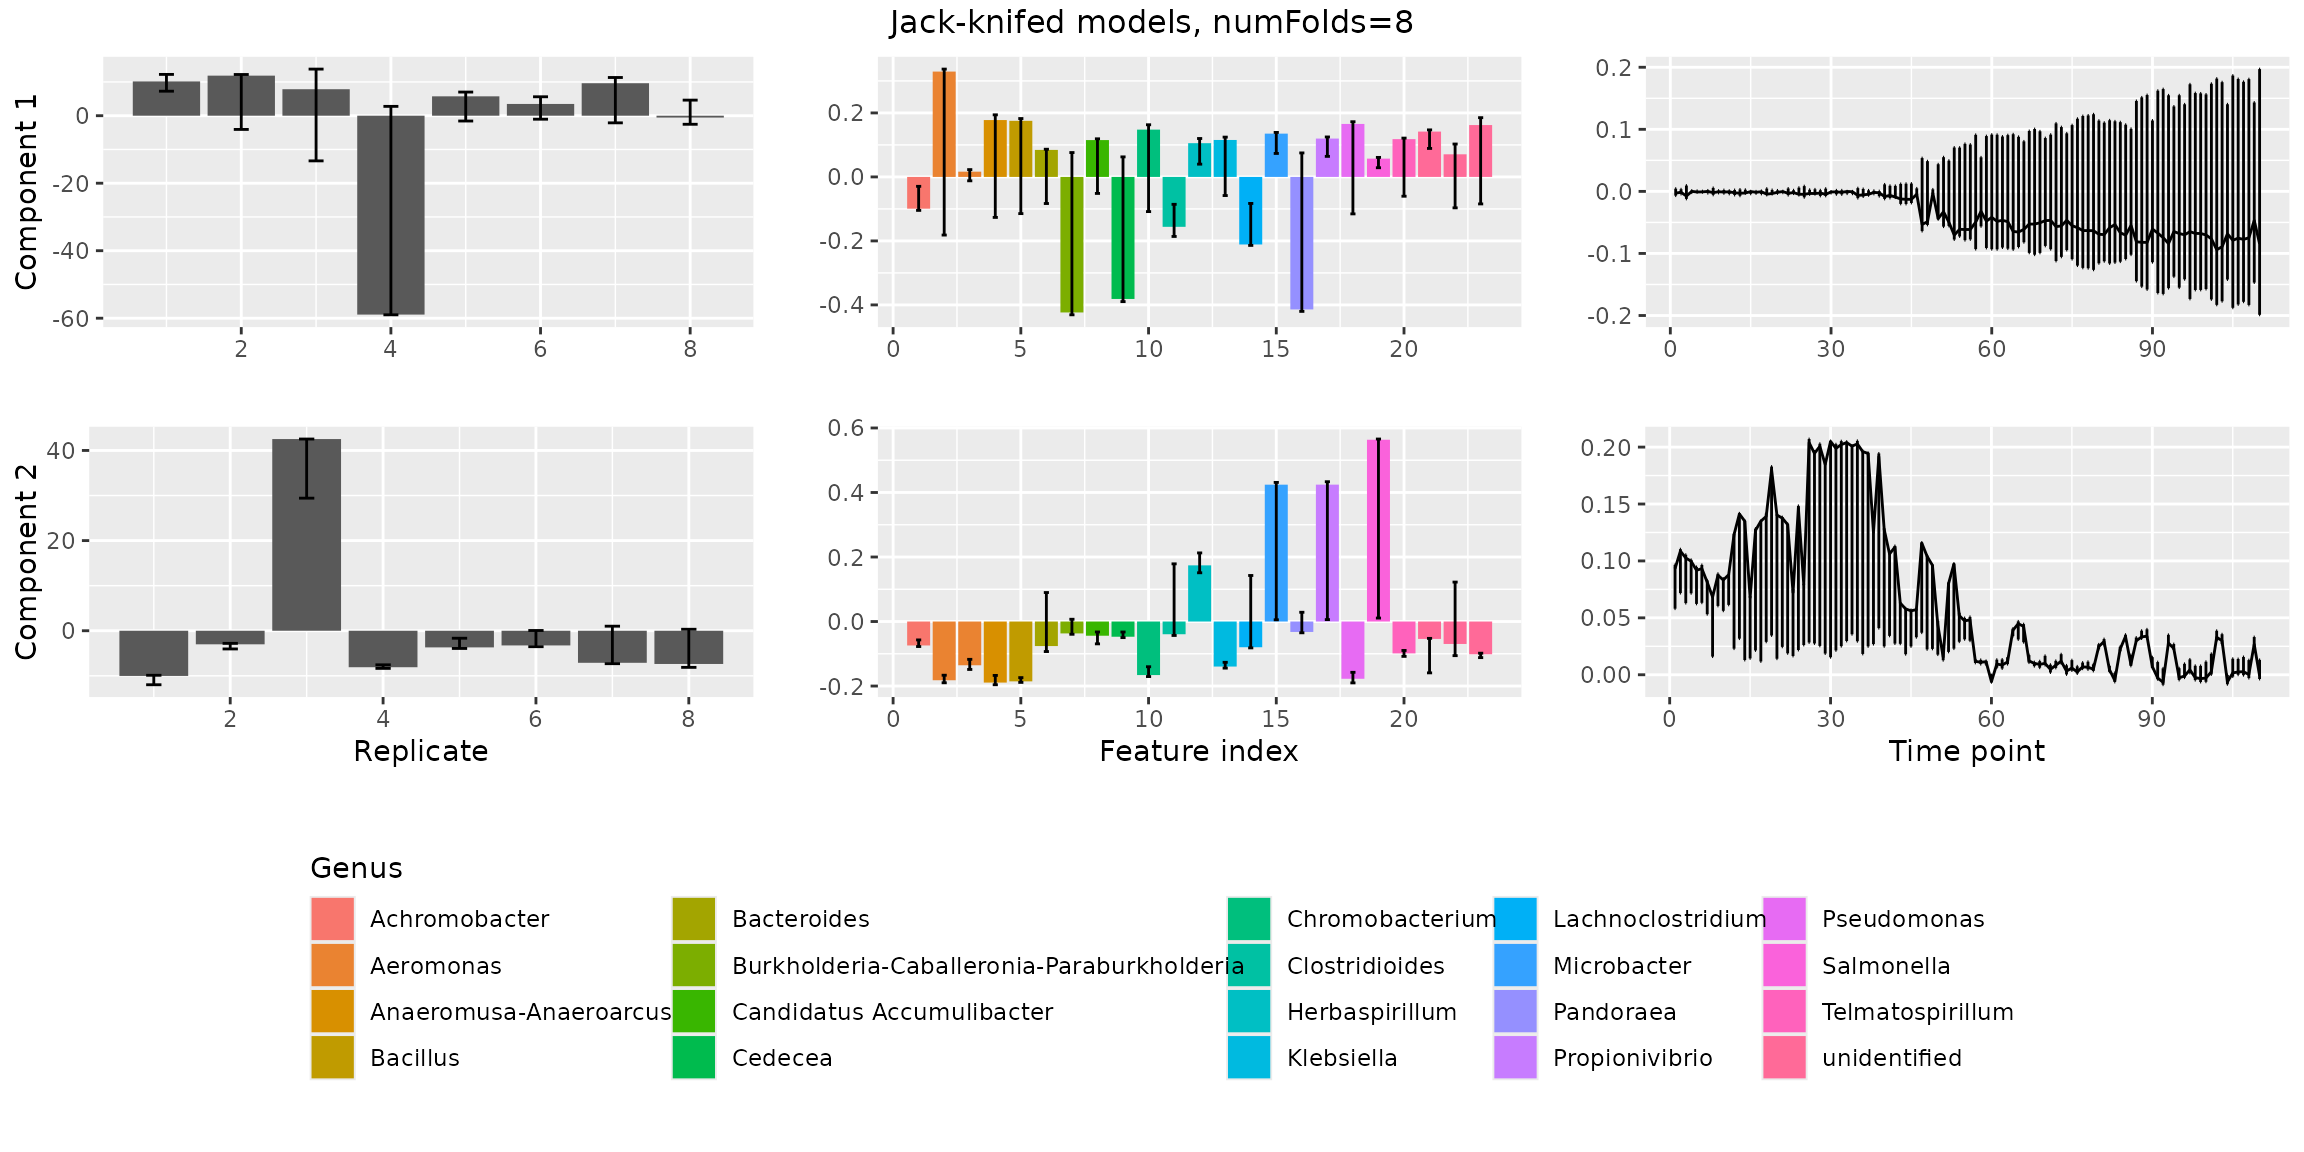 Jack-knifed models, numFolds=8
Component 1
0
-20
-40
-60
2 4 6 8
0.2
0.0
-0.2
-0.4
0 5 10 15 20
0.2
0.1
0.0
-0.1
-0.2
0 30 60 90
Component 2
40
20
0
2 4 6 8
Replicate
0.6
0.4
0.2
0.0
-0.2
0 5 10 15 20
Feature index
0.20
0.15
0.10
0.05
0.00
0 30 60 90
Time point
Genus
Achromobacter
Aeromonas
Anaeromusa-Anaeroarcus
Bacillus
Bacteroides
Burkholderia-Caballeronia-Paraburkholderia
Candidatus Accumulibacter
Cedecea
Chromobacterium
Clostridioides
Herbaspirillum
Klebsiella
Lachnoclostridium
Microbacter
Pandoraea
Propionivibrio
Pseudomonas
Salmonella
Telmatospirillum
unidentified